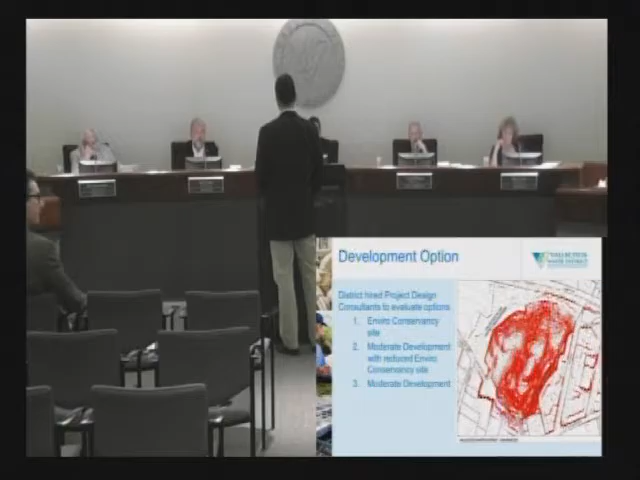 Development Option
District hired Project Design
Consultants to evaluate options
1. Enviro Conservancy
site
2. Moderate Development
with reduced Enviro
Conservancy site
3. Moderate Development